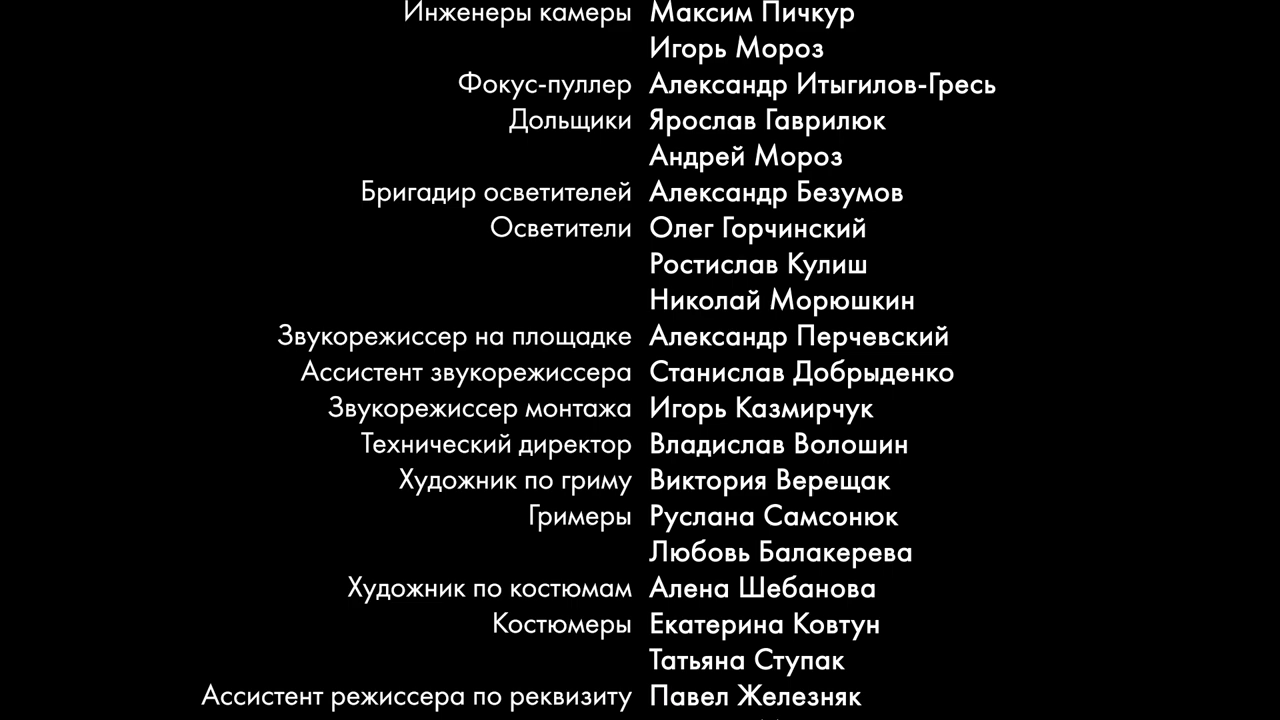 Инженеры камеры Максим Пичкур
Игорь Мороз
Фокус-пуллер Александр Итыгилов-Гресь
Дольщики Ярослав Гаврилюк
Андрей Мороз
Бригадир осветителей Александр Безумов
Осветители Олег Горчинский
Ростислав Кулиш
Николай Морюшкин
Звукорежиссер на площадке Александр Перчевский
Ассистент звукорежиссера Станислав Добрыденко
Звукорежиссер монтажа Игорь Казмирчук
Технический директор Владислав Волошин
Художник по гриму Виктория Верещак
Гримеры Руслана Самсонюк
Любовь Балакерева
Художник по костюмам Алена Шебанова
Костюмеры Екатерина Ковтун
Татьяна Ступак
Ассистент режиссера по реквизиту Павел Железняк